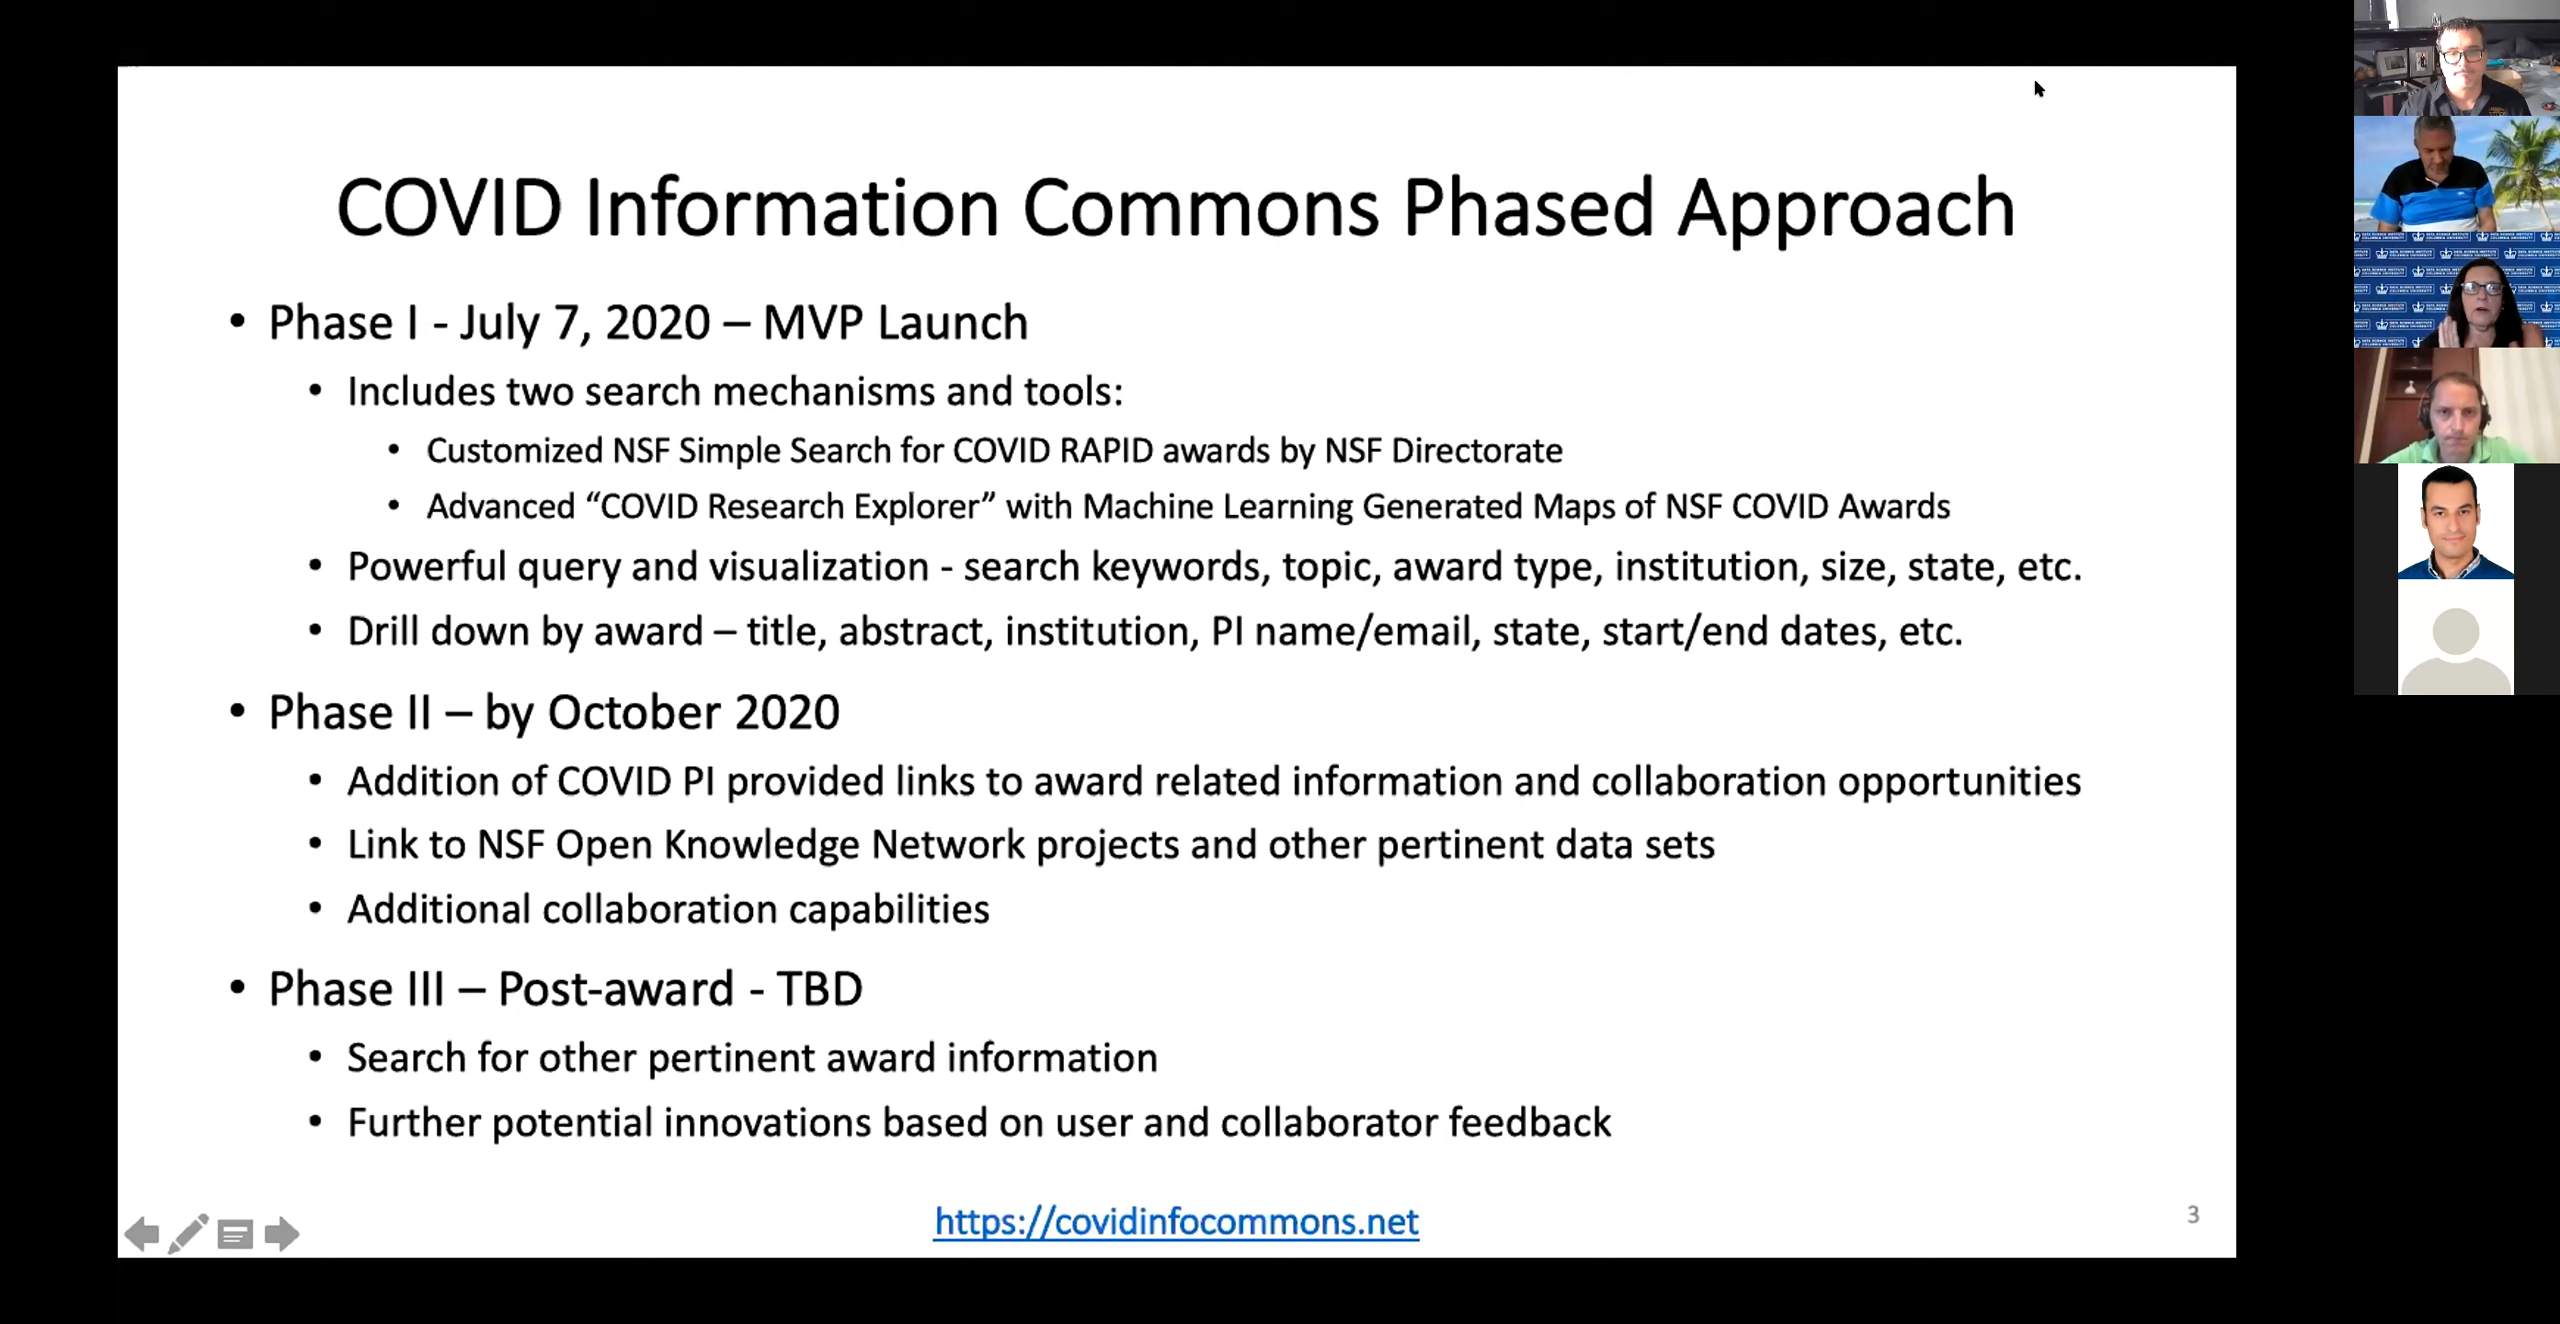 COVID Information Commons Phased Approach
• Phase I - July 7, 2020 – MVP Launch
• Includes two search mechanisms and tools:
• Customized NSF Simple Search for COVID RAPID awards by NSF Directorate
• Advanced “COVID Research Explorer” with Machine Learning Generated Maps of NSF COVID Awards
• Powerful query and visualization - search keywords, topic, award type, institution, size, state, etc.
• Drill down by award – title, abstract, institution, PI name/email, state, start/end dates, etc.
• Phase II – by October 2020
• Addition of COVID PI provided links to award related information and collaboration opportunities
• Link to NSF Open Knowledge Network projects and other pertinent data sets
• Additional collaboration capabilities
• Phase III – Post-award - TBD
• Search for other pertinent award information
• Further potential innovations based on user and collaborator feedback
https://covidinfocommons.net
3